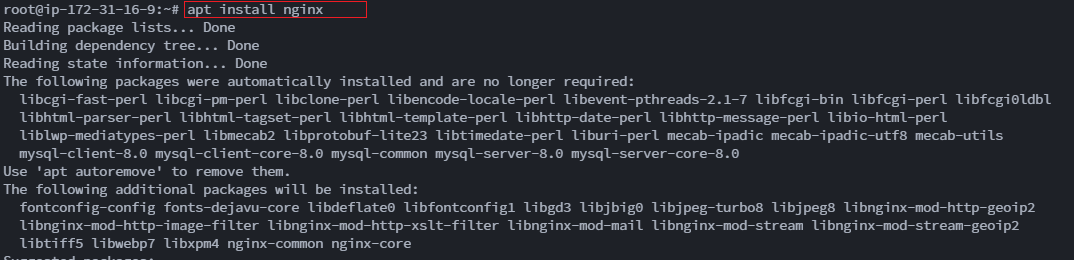 root@ip-172-31-16-9:~# apt install nginx
Reading package lists... Done
Building dependency tree... Done
Reading state information... Done
The following packages were automatically installed and are no longer required:
  libcgi-fast-perl libcgi-pm-perl libclone-perl libencode-locale-perl libevent-pthreads-2.1-7 libfcgi-bin libfcgi-perl libfcgi0ldbl
  libhtml-parser-perl libhtml-tagset-perl libhtml-template-perl libhttp-date-perl libhttp-message-perl libio-html-perl
  liblwp-mediatypes-perl libmecab2 libprotobuf-lite23 libtimedate-perl liburi-perl mecab-ipadic mecab-ipadic-utf8 mecab-utils
  mysql-client-8.0 mysql-client-core-8.0 mysql-common mysql-server-8.0 mysql-server-core-8.0
Use 'apt autoremove' to remove them.
The following additional packages will be installed:
  fontconfig-config fonts-dejavu-core libdeflate0 libfontconfig1 libgd3 libjbig0 libjpeg-turbo8 libjpeg8 libnginx-mod-http-geoip2
  libnginx-mod-http-image-filter libnginx-mod-http-xslt-filter libnginx-mod-mail libnginx-mod-stream libnginx-mod-stream-geoip2
  libtiff5 libwebp7 libxpm4 nginx-common nginx-core